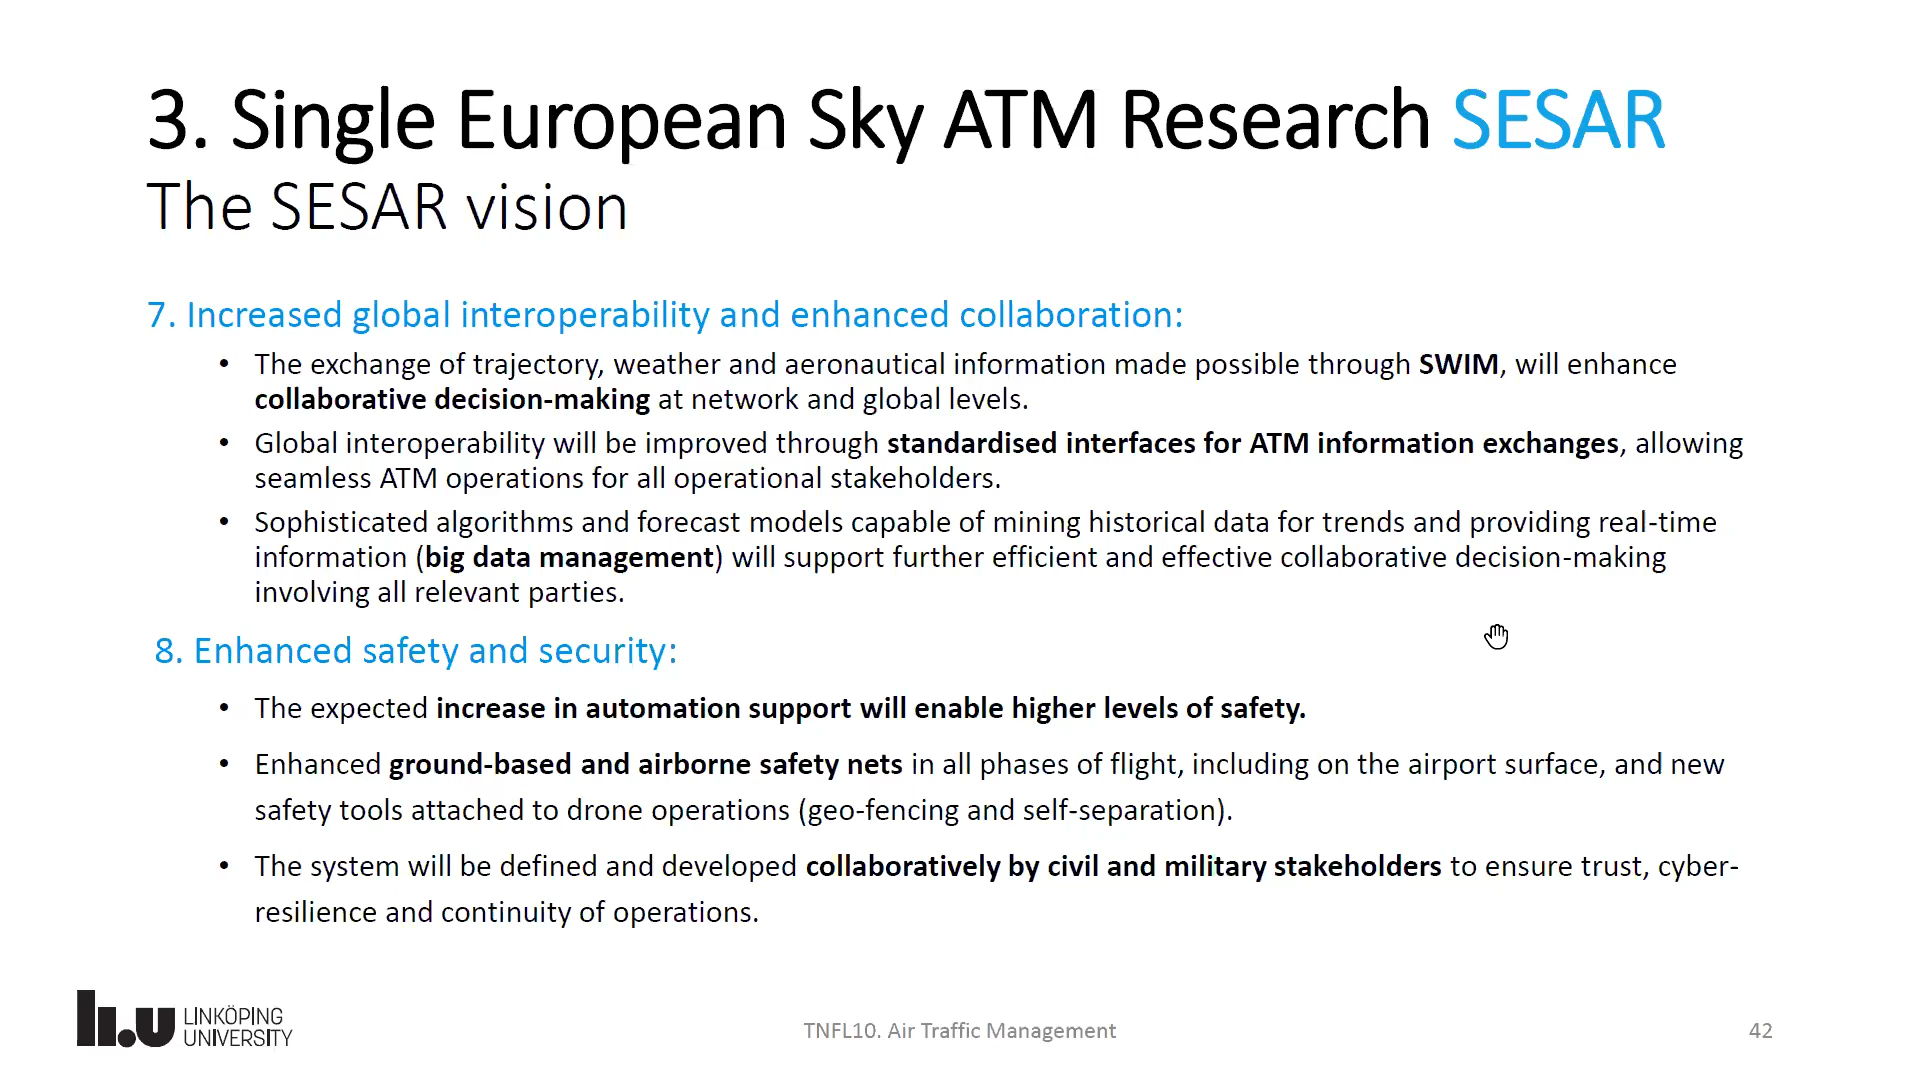 3. Single European Sky ATM Research SESAR
The SESAR vision
7. Increased global interoperability and enhanced collaboration:
• The exchange of trajectory, weather and aeronautical information made possible through SWIM, will enhance
collaborative decision-making at network and global levels.
• Global interoperability will be improved through standardised interfaces for ATM information exchanges, allowing
seamless ATM operations for all operational stakeholders.
• Sophisticated algorithms and forecast models capable of mining historical data for trends and providing real-time
information (big data management) will support further efficient and effective collaborative decision-making
involving all relevant parties.
8. Enhanced safety and security:
• The expected increase in automation support will enable higher levels of safety.
• Enhanced ground-based and airborne safety nets in all phases of flight, including on the airport surface, and new
safety tools attached to drone operations (geo-fencing and self-separation).
• The system will be defined and developed collaboratively by civil and military stakeholders to ensure trust, cyber-
resilience and continuity of operations.
li.u LINKÖPING
UNIVERSITY
TNFL10. Air Traffic Management
42